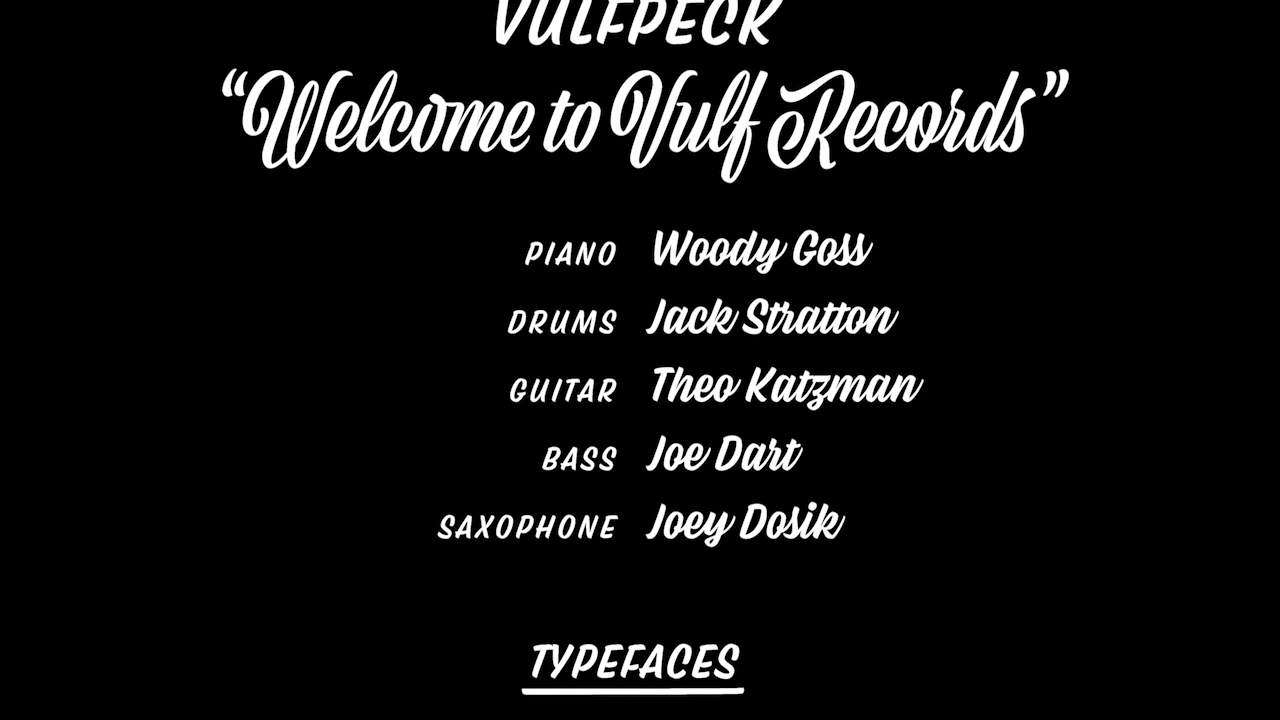 VULFPECK
“Welcome to Vulf Records”
PIANO Woody Goss
DRUMS Jack Stratton
GUITAR Theo Katzman
BASS Joe Dart
SAXOPHONE Joey Dosik
TYPEFACES